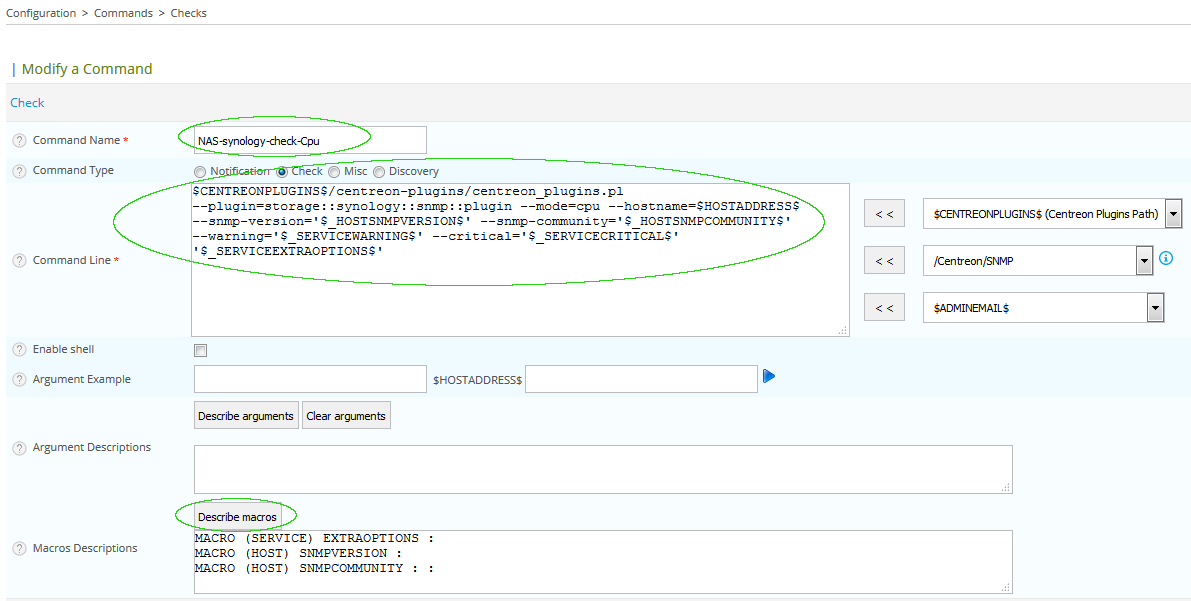 Configuration > Commands > Checks
| Modify a Command
Check
? Command Name *
NAS-synology-check-Cpu
? Command Type
Notification Check Misc Discovery
? Command Line *
$CENTREONPLUGINS$/centreon-plugins/centreon_plugins.pl
--plugin=storage::synology::snmp::plugin --mode=cpu --hostname=$HOSTADDRESS$
--snmp-version='$_HOSTSNMPVERSION$' --snmp-community='$_HOSTSNMPCOMMUNITY$'
--warning='$_SERVICEWARNING$' --critical='$_SERVICECRITICAL$'
'$_SERVICEEXTRAOPTIONS$'
< < $CENTREONPLUGINS$ (Centreon Plugins Path)
< < /Centreon/SNMP i
< < $ADMINEMAIL$
? Enable shell
? Argument Example $HOSTADDRESS$
Describe arguments Clear arguments
? Argument Descriptions
Describe macros
? Macros Descriptions
MACRO (SERVICE) EXTRAOPTIONS :
MACRO (HOST) SNMPVERSION :
MACRO (HOST) SNMPCOMMUNITY : :